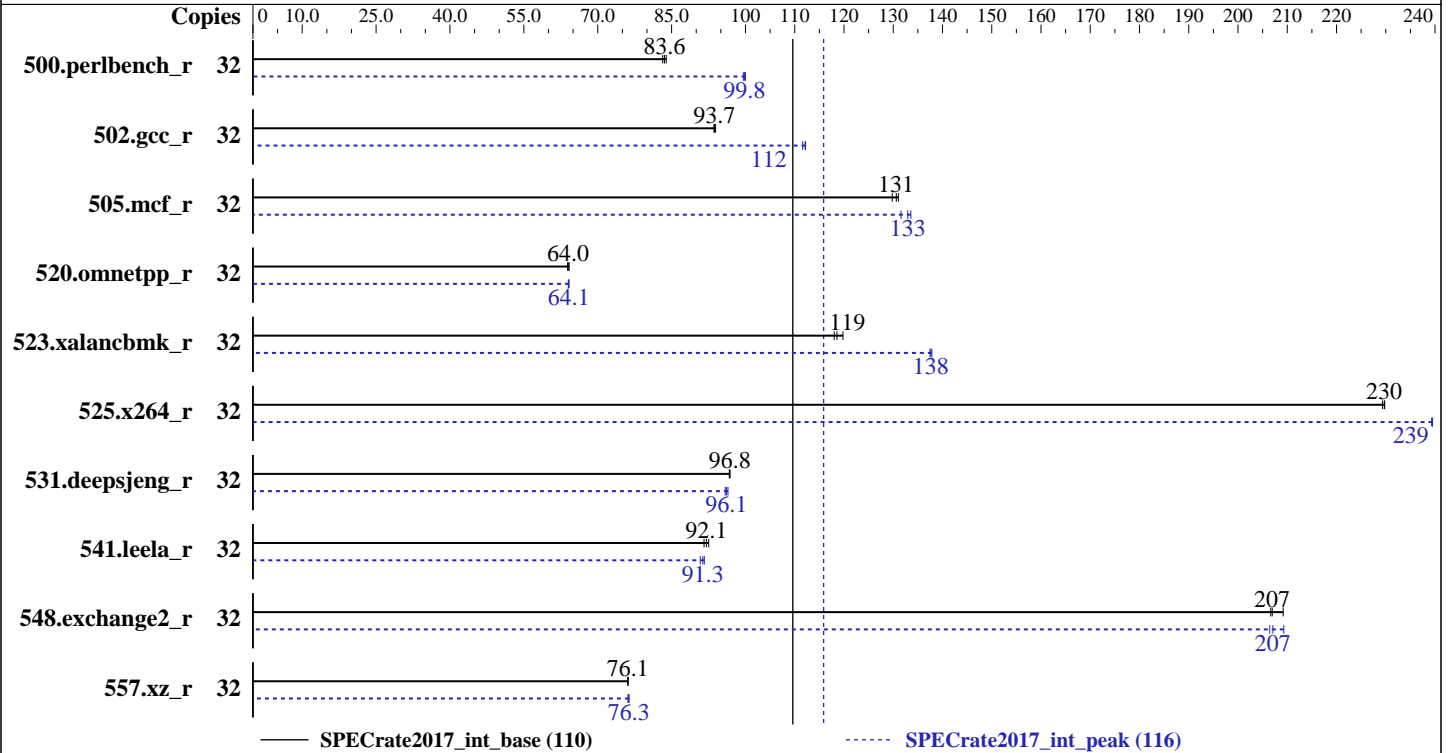 Copies 0 10.0 25.0 40.0 55.0 70.0 85.0 100 110 120 130 140 150 160 170 180 190 200 210 220 240
83.6
500.perlbench_r 32
99.8
93.7
502.gcc_r 32
112
131
505.mcf_r 32
133
64.0
520.omnetpp_r 32
64.1
119
523.xalancbmk_r 32
138
230
525.x264_r 32
239
96.8
531.deepsjeng_r 32
96.1
92.1
541.leela_r 32
91.3
207
548.exchange2_r 32
207
76.1
557.xz_r 32
76.3
SPECrate2017_int_base (110) SPECrate2017_int_peak (116)